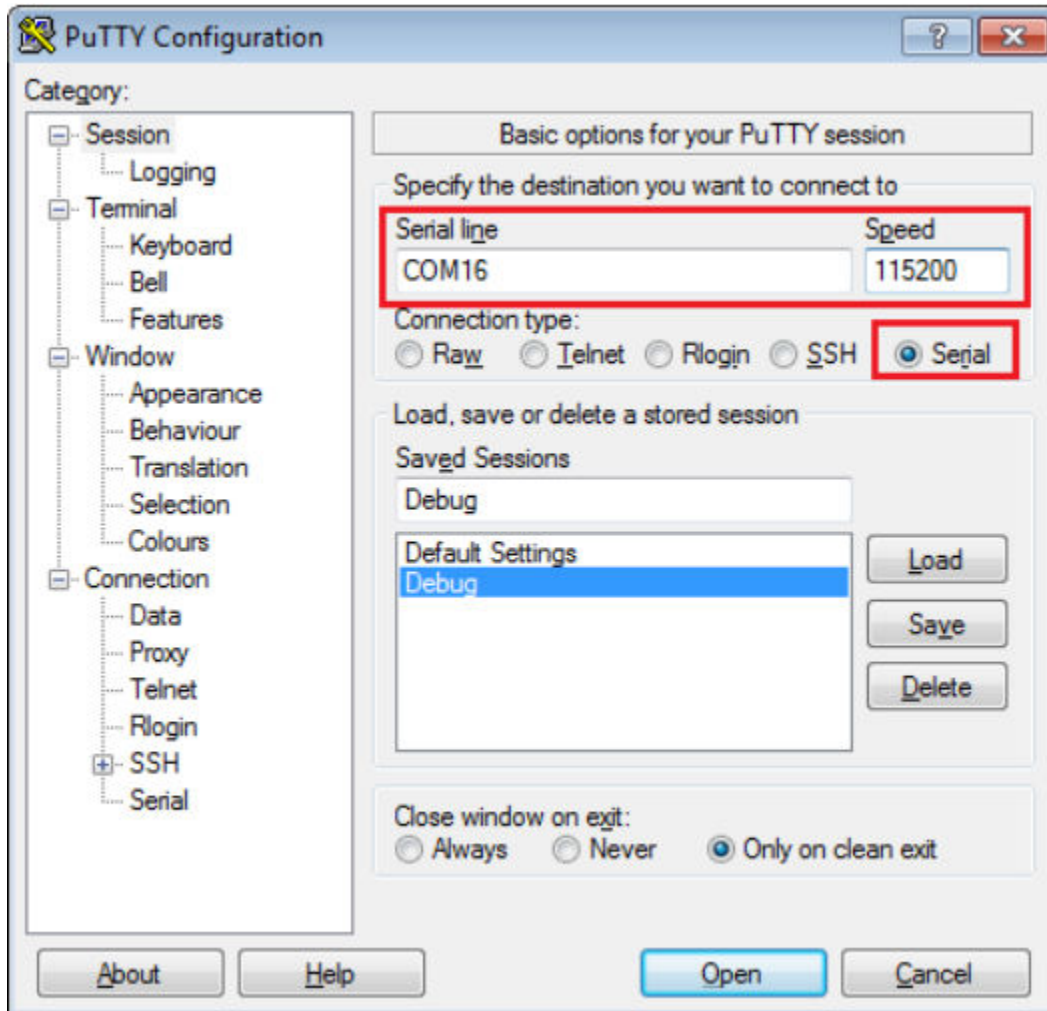 PuTTY Configuration
Category:
Session
Logging
Terminal
Keyboard
Bell
Features
Window
Appearance
Behaviour
Translation
Selection
Colours
Connection
Data
Proxy
Telnet
Rlogin
SSH
Serial
Basic options for your PuTTY session
Specify the destination you want to connect to
Serial line Speed
COM16 115200
Connection type:
Raw Telnet Rlogin SSH Serial
Load, save or delete a stored session
Saved Sessions
Debug
Default Settings
Debug
Load
Save
Delete
Close window on exit:
Always Never Only on clean exit
About Help Open Cancel